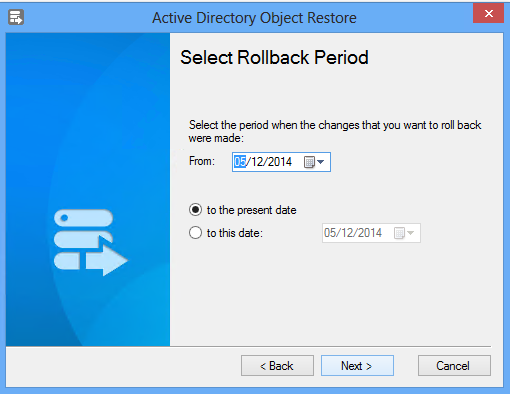 Active Directory Object Restore
Select Rollback Period
Select the period when the changes that you want to roll back
were made:
From: 05/12/2014
to the present date
to this date: 05/12/2014
< Back Next > Cancel